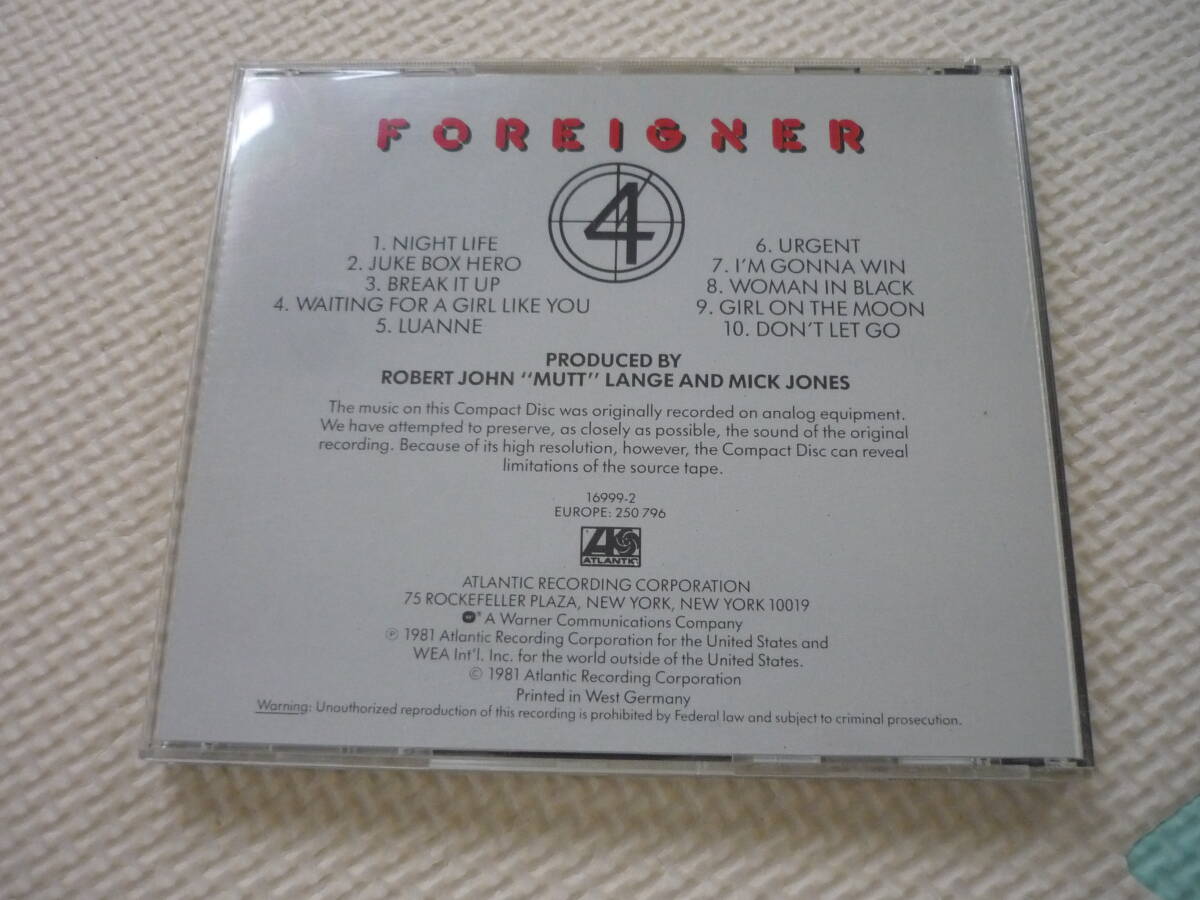 FOREIGNER
4
1. NIGHT LIFE
2. JUKE BOX HERO
3. BREAK IT UP
4. WAITING FOR A GIRL LIKE YOU
5. LUANNE
6. URGENT
7. I'M GONNA WIN
8. WOMAN IN BLACK
9. GIRL ON THE MOON
10. DON'T LET GO
PRODUCED BY
ROBERT JOHN "MUTT" LANGE AND MICK JONES
The music on this Compact Disc was originally recorded on analog equipment.
We have attempted to preserve, as closely as possible, the sound of the original
recording. Because of its high resolution, however, the Compact Disc can reveal
limitations of the source tape.
16999-2
EUROPE: 250 796
ATLANTIC
ATLANTIC RECORDING CORPORATION
75 ROCKEFELLER PLAZA, NEW YORK, NEW YORK 10019
A Warner Communications Company
℗ 1981 Atlantic Recording Corporation for the United States and
WEA Int'l. Inc. for the world outside of the United States.
© 1981 Atlantic Recording Corporation
Printed in West Germany
Warning: Unauthorized reproduction of this recording is prohibited by Federal law and subject to criminal prosecution.